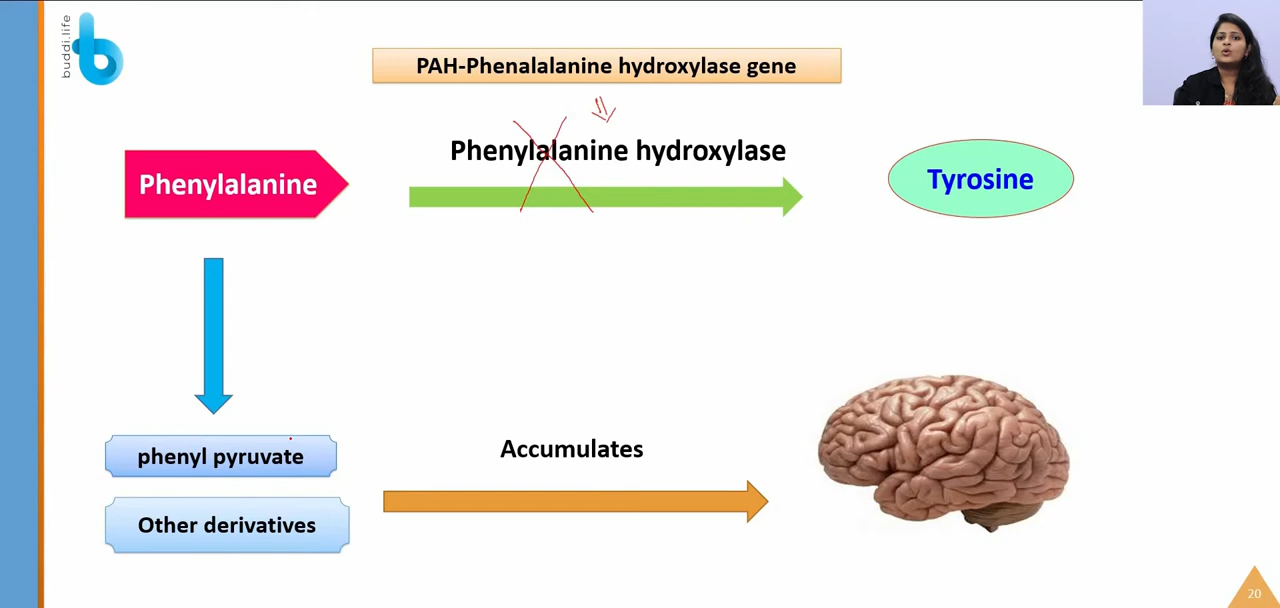 buddi.life
PAH-Phenalalanine hydroxylase gene
Phenylalanine hydroxylase
Phenylalanine
Tyrosine
phenyl pyruvate
Accumulates
Other derivatives
20